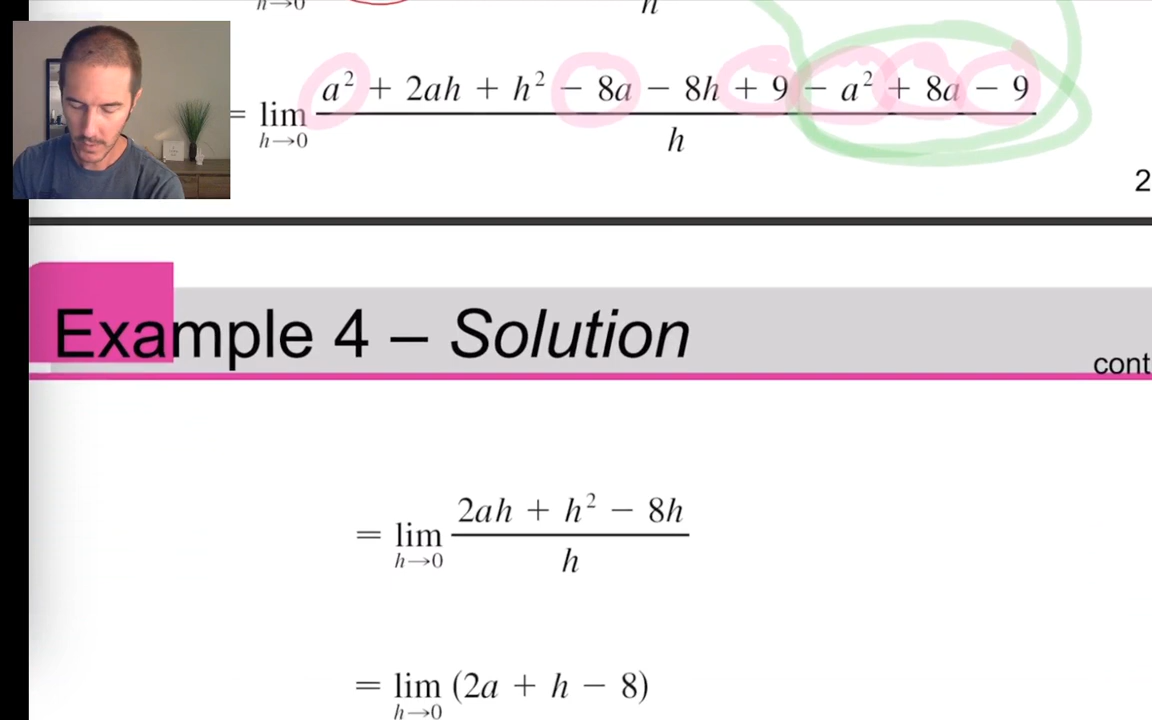 h→0 h
= lim_{h→0} (a² + 2ah + h² − 8a − 8h + 9 − a² + 8a − 9) / h
2
Example 4 – Solution
cont
= lim_{h→0} (2ah + h² − 8h) / h
= lim_{h→0} (2a + h − 8)